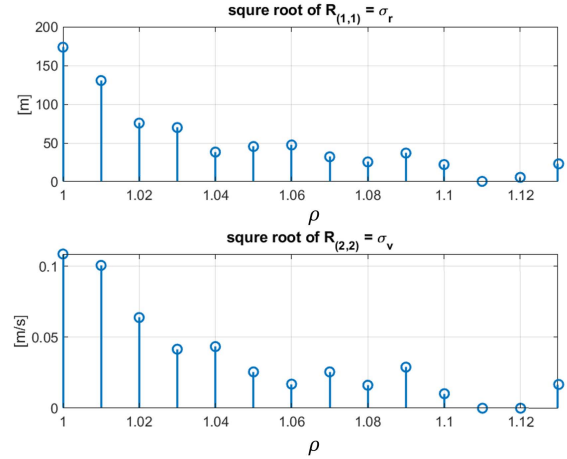 squre root of R(1,1) = σr
200
150
100
50
0
[m]
1 1.02 1.04 1.06 1.08 1.1 1.12
ρ
squre root of R(2,2) = σv
0.1
0.05
0
[m/s]
1 1.02 1.04 1.06 1.08 1.1 1.12
ρ